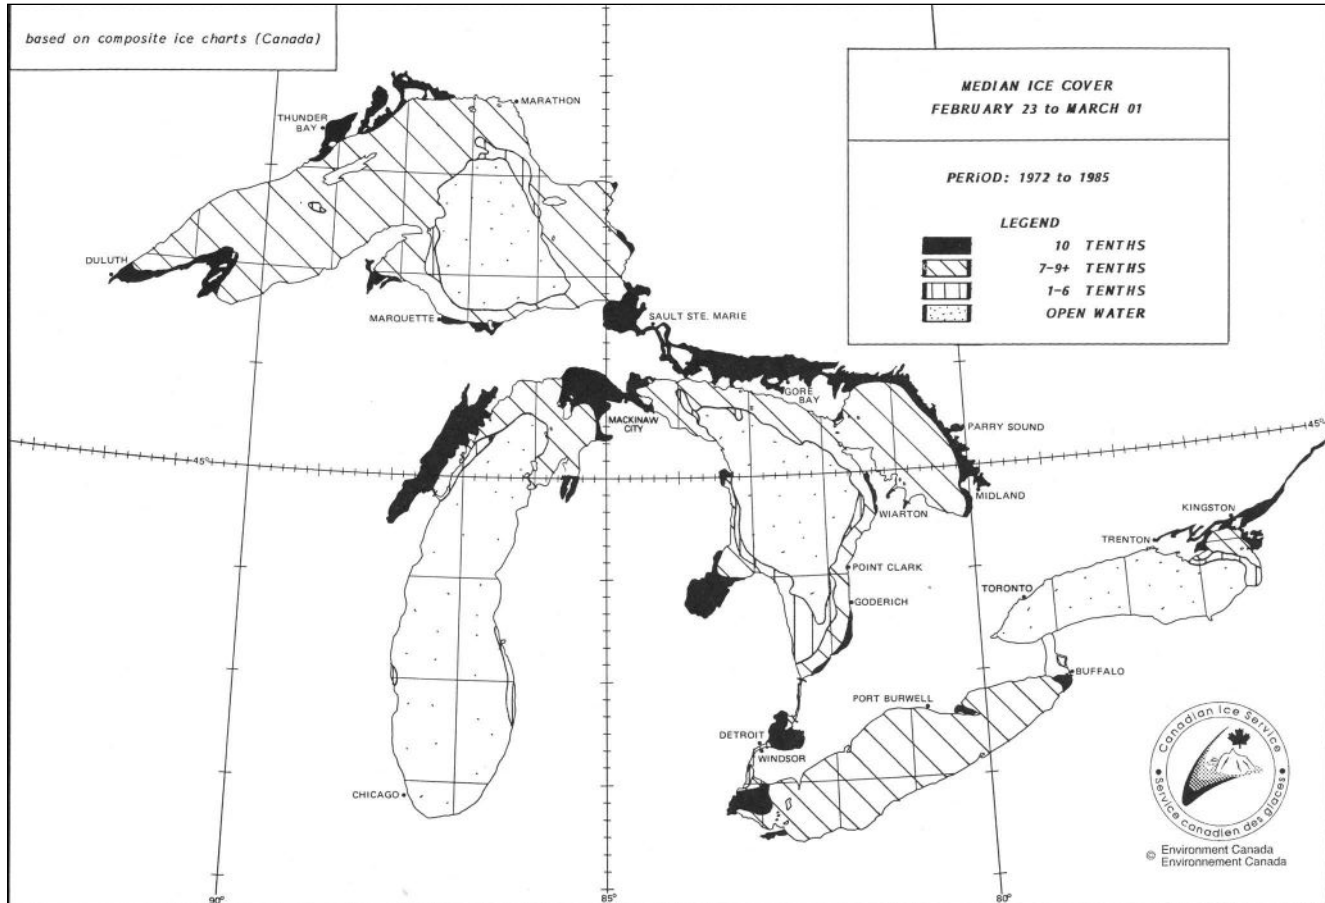 based on composite ice charts (Canada)
MEDIAN ICE COVER
FEBRUARY 23 to MARCH 01
PERiOD: 1972 to 1985
LEGEND
10 TENTHS
7-9+ TENTHS
1-6 TENTHS
OPEN WATER
MARATHON
THUNDER
BAY
DULUTH
MARQUETTE
SAULT STE. MARIE
GORE
BAY
MACKINAW
CITY
PARRY SOUND
45°
45°
MIDLAND
WIARTON
KINGSTON
TRENTON
POINT CLARK
TORONTO
GODERICH
BUFFALO
PORT BURWELL
DETROIT
WINDSOR
CHICAGO
Canadian Ice Service
Service canadien des glaces
© Environment Canada
Environnement Canada
90°
85°
80°